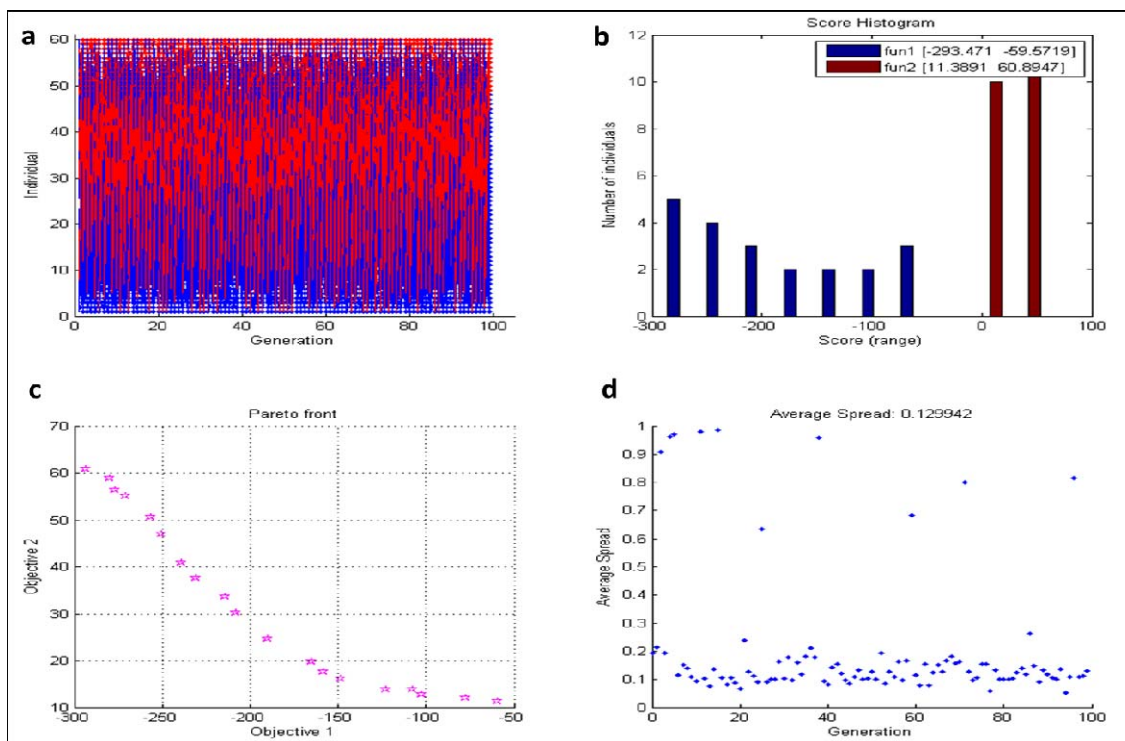 a
60
50
40
30
20
10
0
Individual
0 20 40 60 80 100
Generation
b
Score Histogram
fun1 [-293.471 -59.5719]
fun2 [11.3891 60.8947]
12
10
8
6
4
2
0
Number of individuals
-300 -200 -100 0 100
Score (range)
c
Pareto front
70
60
50
40
30
20
10
Objective 2
-300 -250 -200 -150 -100 -50
Objective 1
d
Average Spread: 0.129942
1
0.9
0.8
0.7
0.6
0.5
0.4
0.3
0.2
0.1
0
Average Spread
0 20 40 60 80 100
Generation